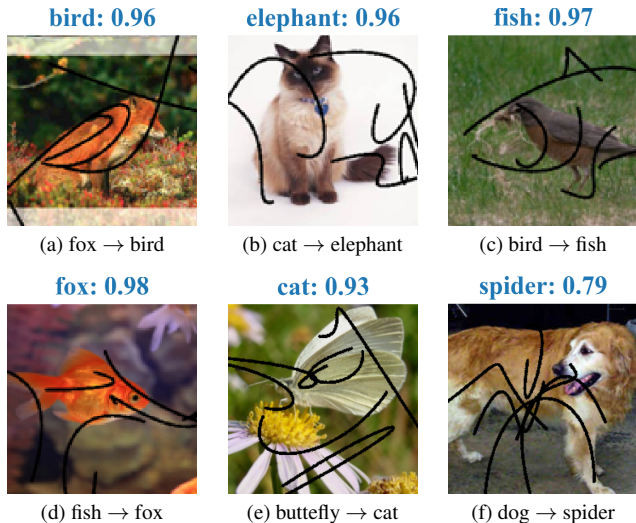 bird: 0.96
elephant: 0.96
fish: 0.97
(a) fox → bird
(b) cat → elephant
(c) bird → fish
fox: 0.98
cat: 0.93
spider: 0.79
(d) fish → fox
(e) buttefly → cat
(f) dog → spider